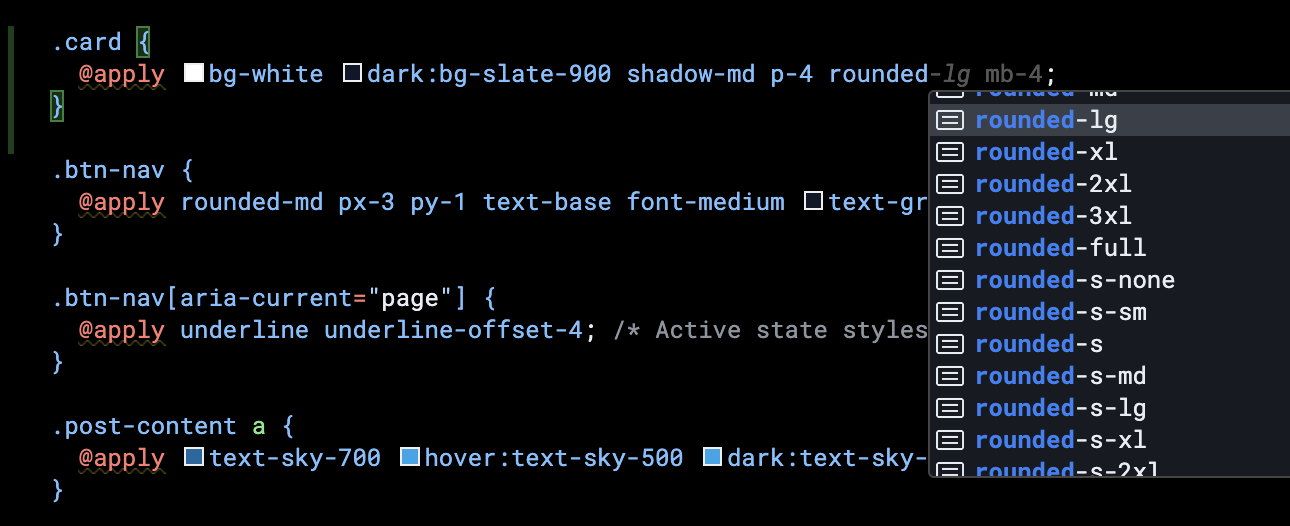 .card {
@apply bg-white dark:bg-slate-900 shadow-md p-4 rounded-lg mb-4;
}
.btn-nav {
@apply rounded-md px-3 py-1 text-base font-medium text-gr
}
.btn-nav[aria-current="page"] {
@apply underline underline-offset-4; /* Active state styles
}
.post-content a {
@apply text-sky-700 hover:text-sky-500 dark:text-sky-
}
rounded-md
rounded-lg
rounded-xl
rounded-2xl
rounded-3xl
rounded-full
rounded-s-none
rounded-s-sm
rounded-s
rounded-s-md
rounded-s-lg
rounded-s-xl
rounded-s-2xl